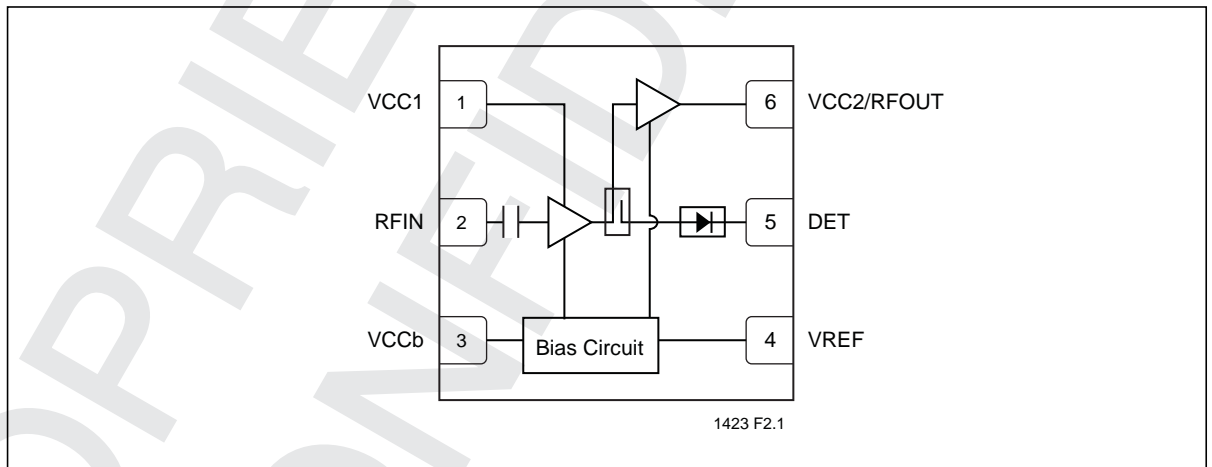 VCC1 1
6 VCC2/RFOUT
RFIN 2
5 DET
VCCb 3
Bias Circuit
4 VREF
1423 F2.1